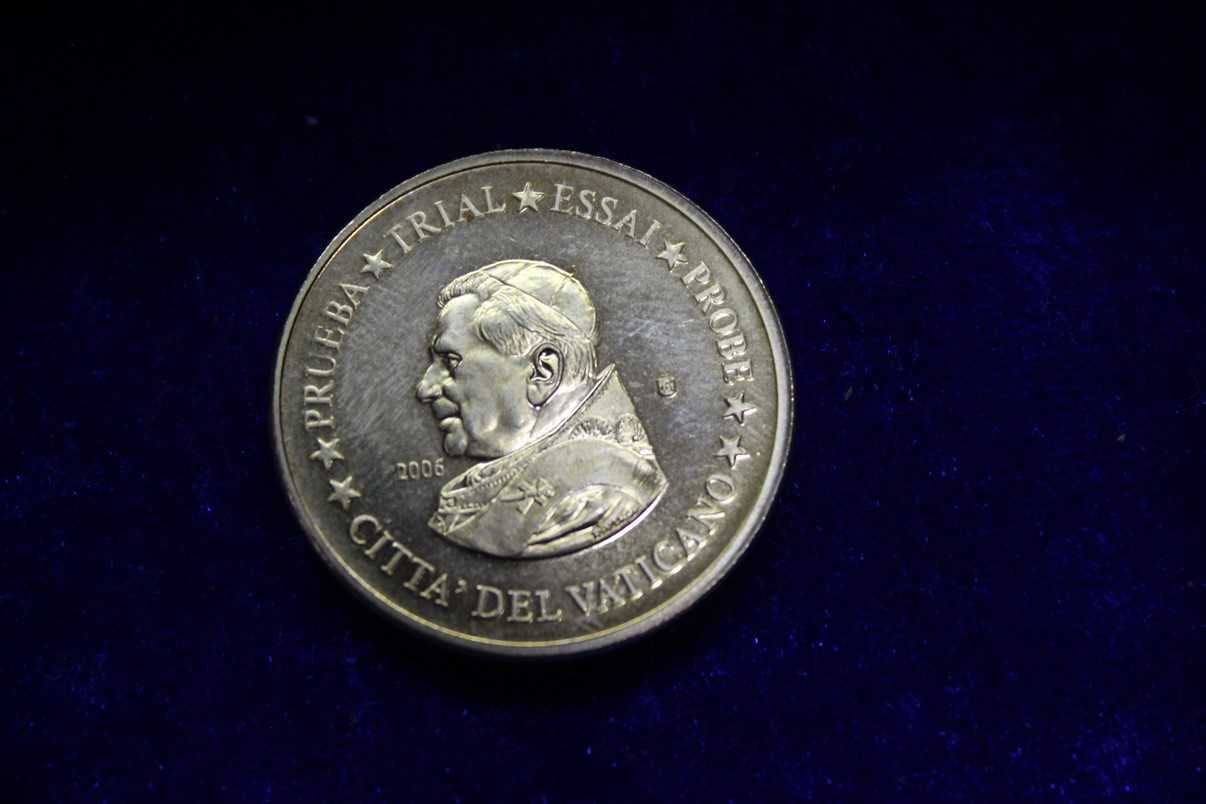 ★ PRUEBA ★ TRIAL ★ ESSAI ★ PROBE ★
2006
★ CITTA' DEL VATICANO ★